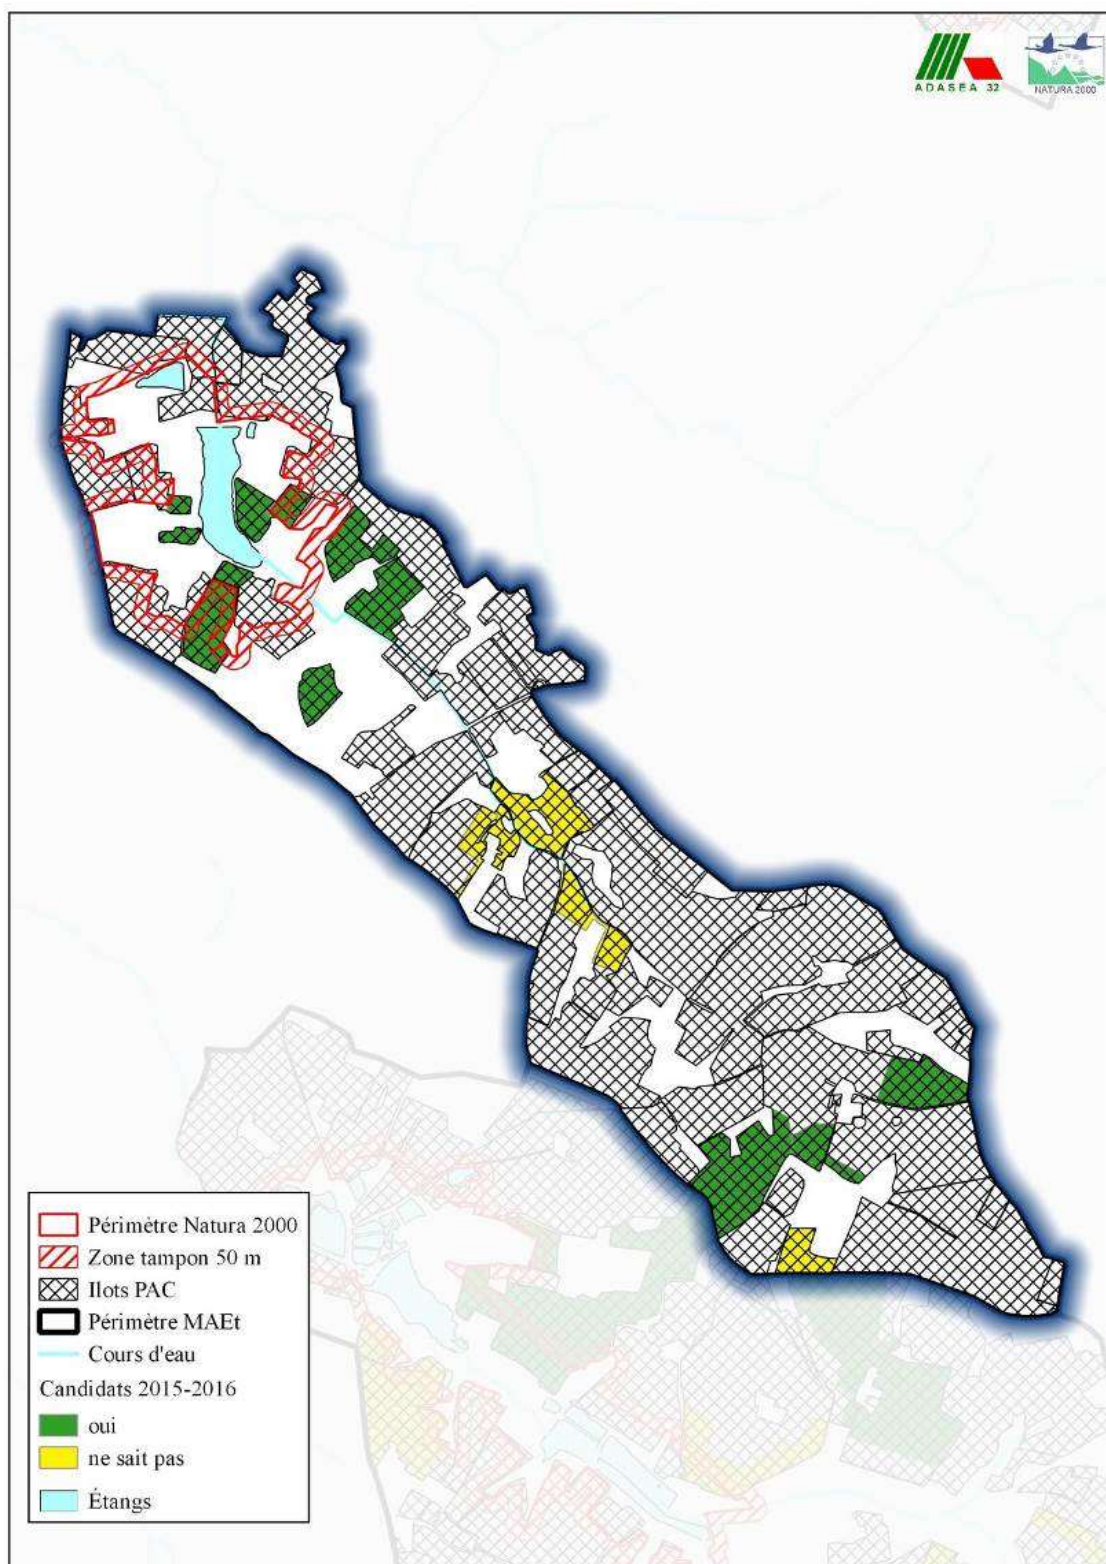 ADASEA 32
NATURA 2000
Périmètre Natura 2000
Zone tampon 50 m
Ilots PAC
Périmètre MAEt
Cours d'eau
Candidats 2015-2016
oui
ne sait pas
Étangs